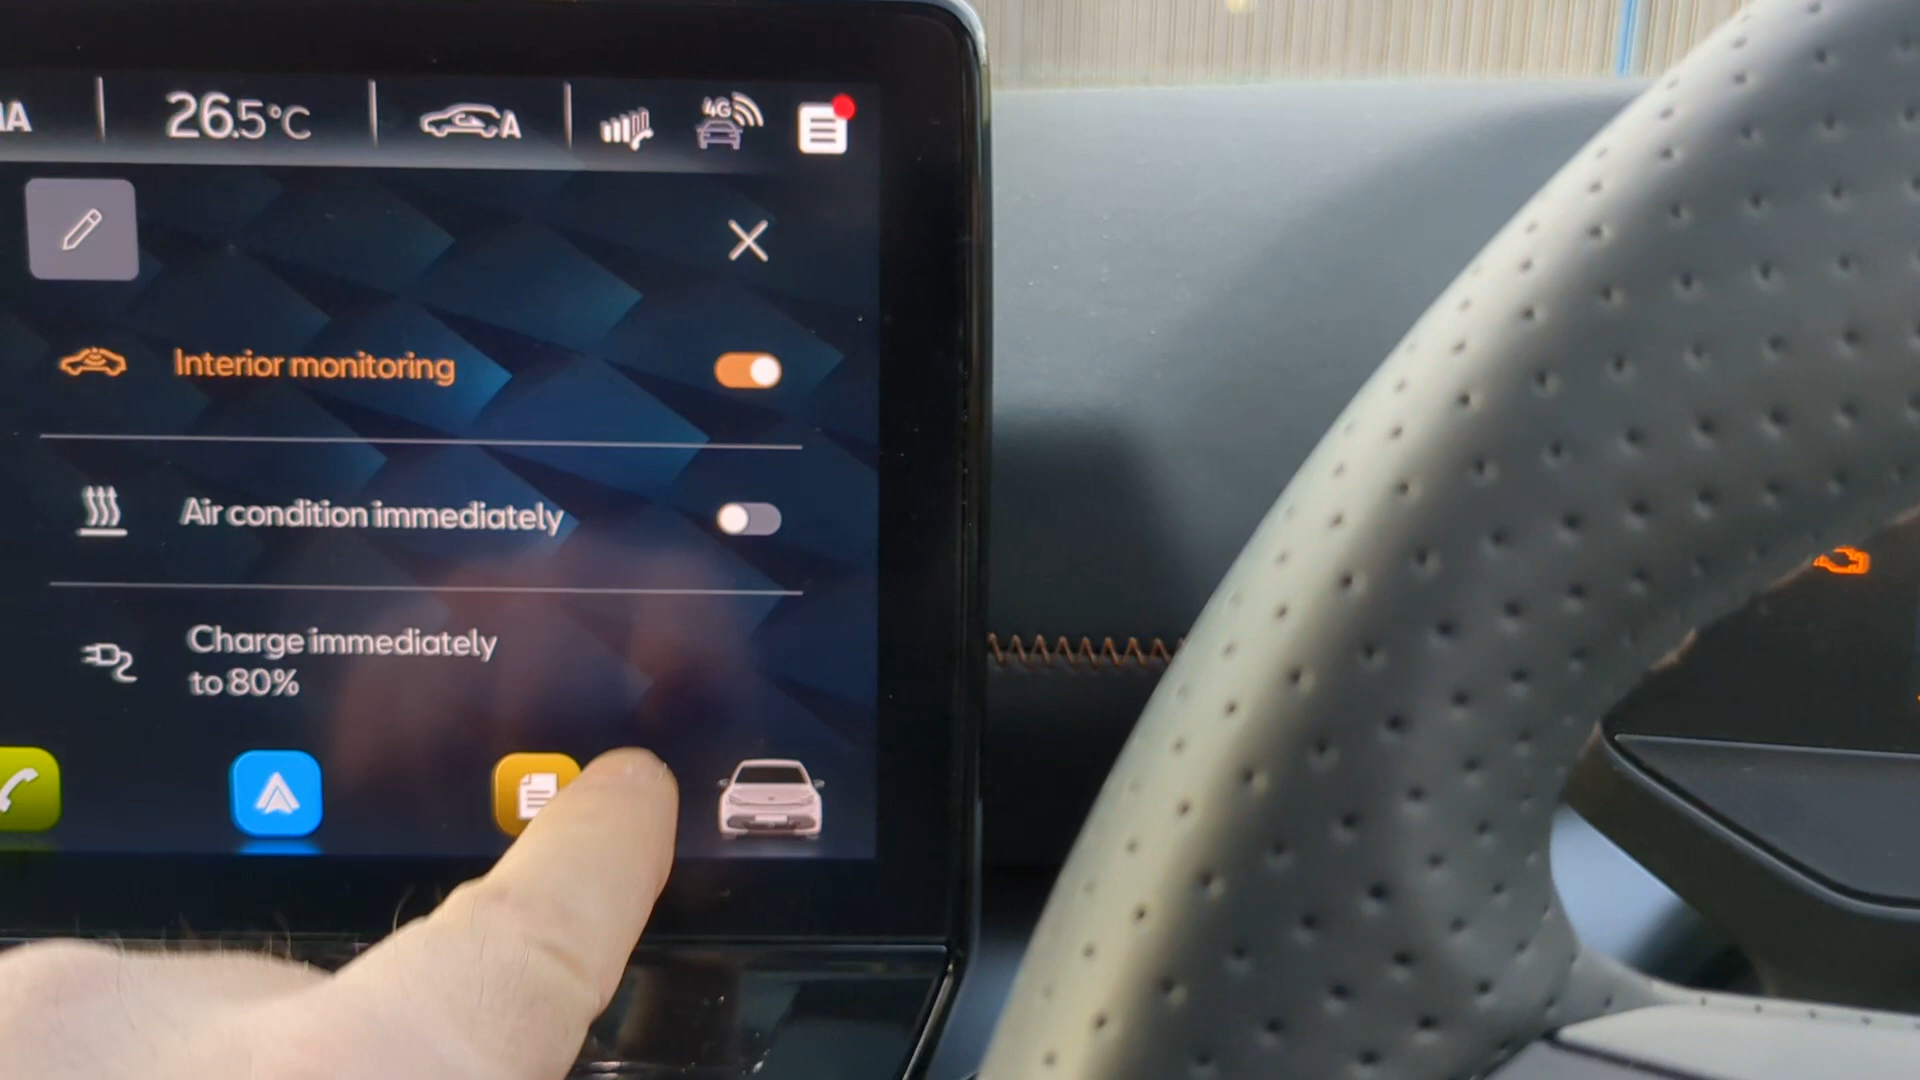 26.5°C
A
4G
Interior monitoring
Air condition immediately
Charge immediately
to 80%